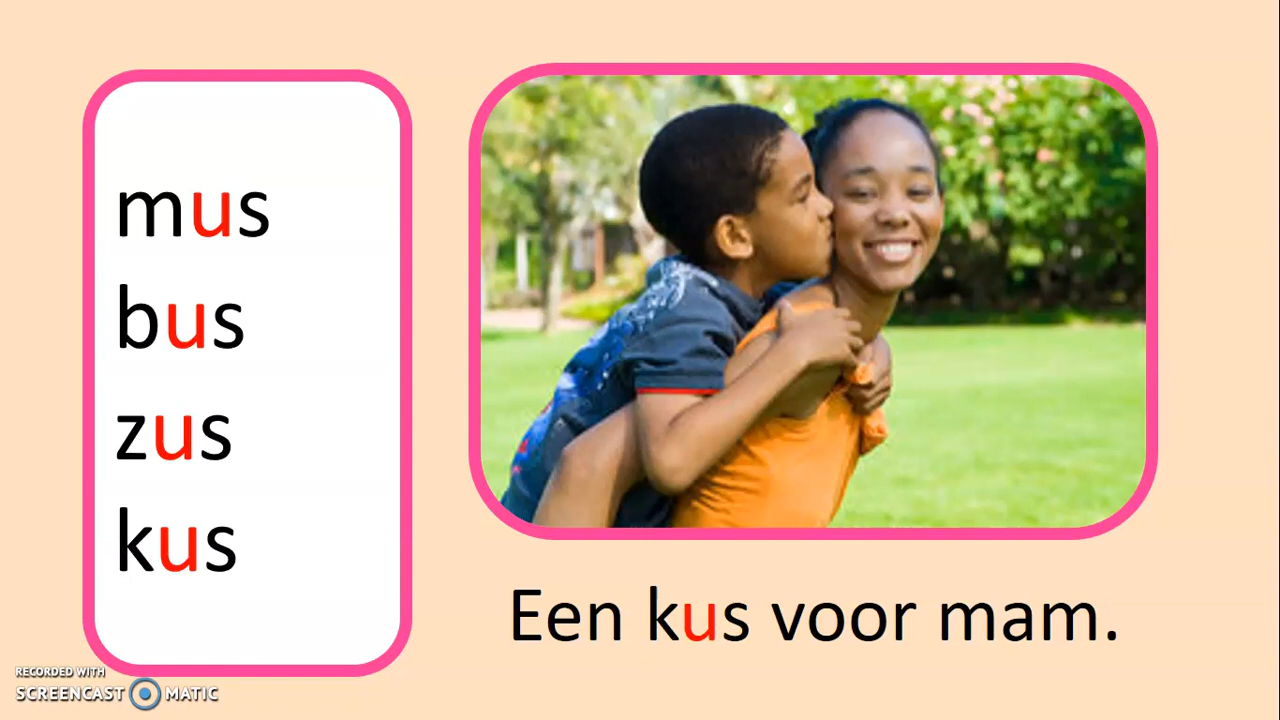 mus
bus
zus
kus
Een kus voor mam.
RECORDED WITH
SCREENCAST MATIC